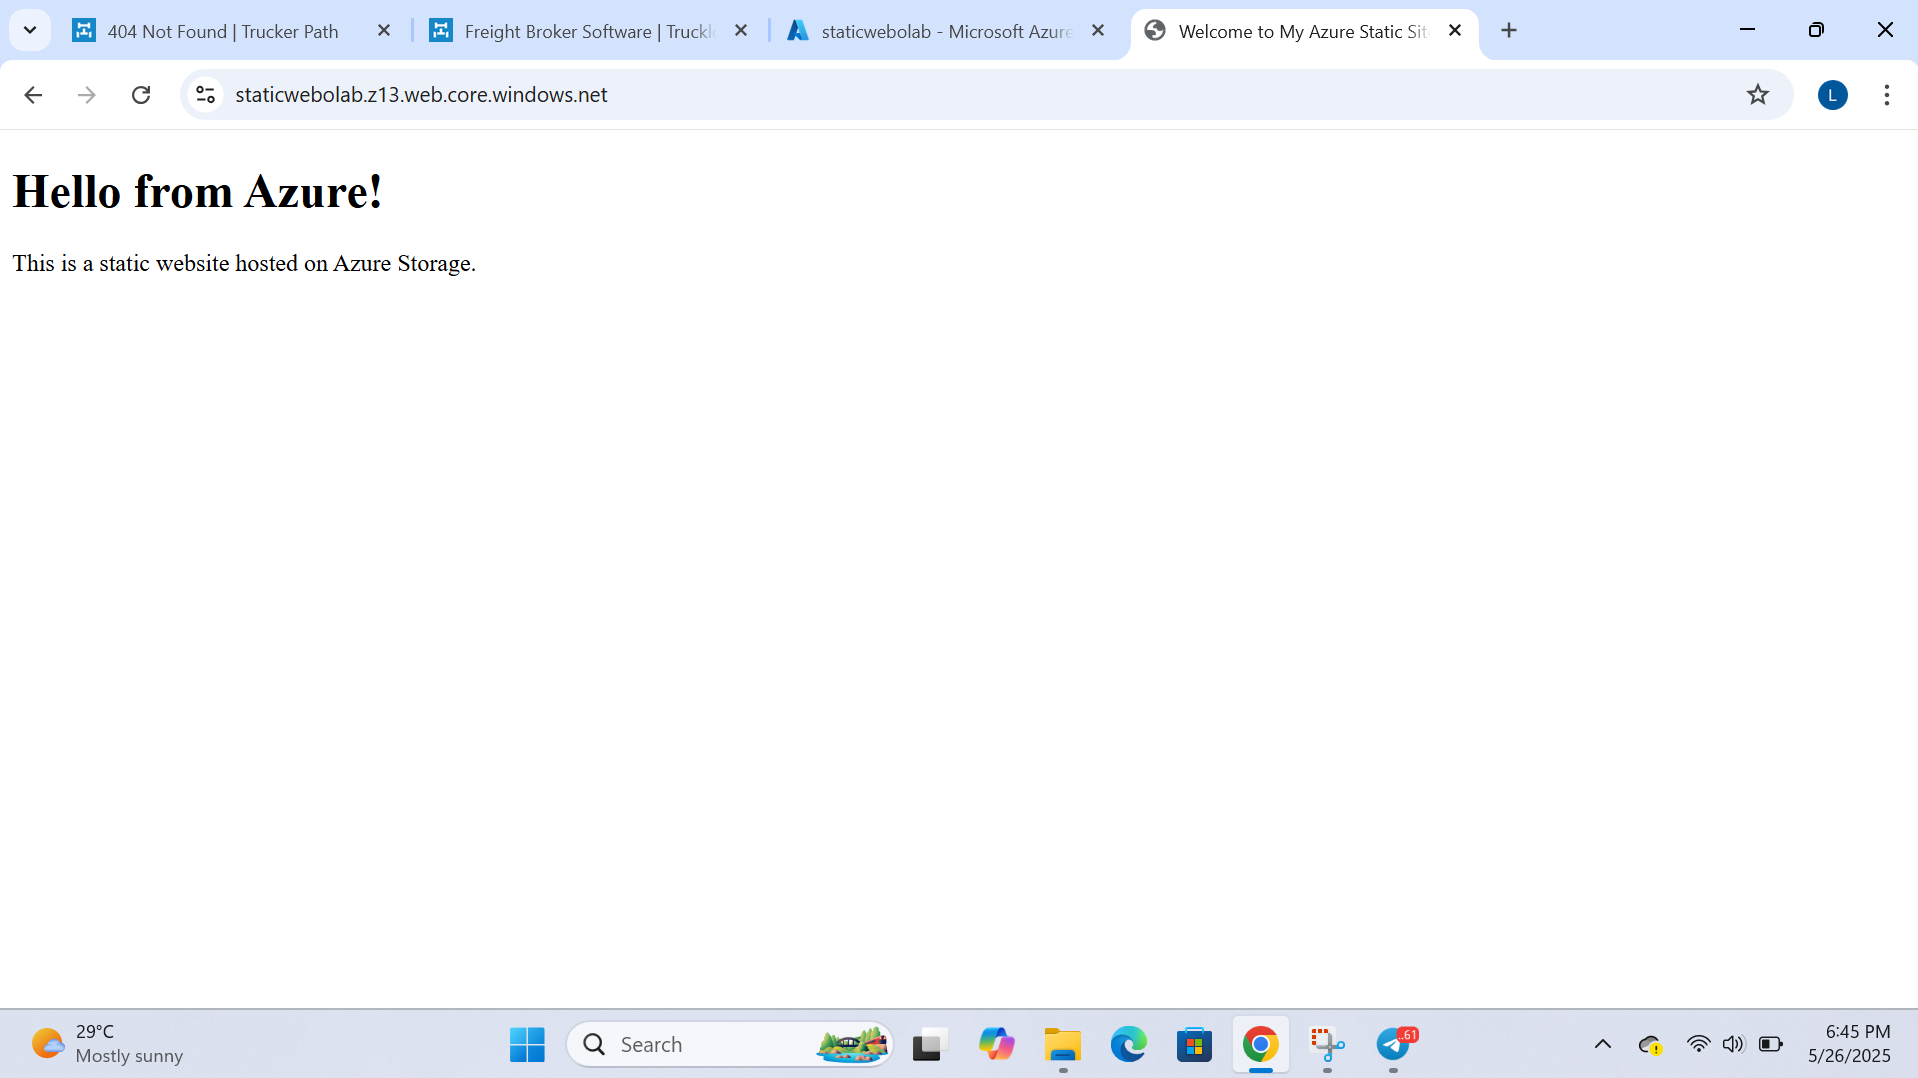 404 Not Found | Trucker Path
Freight Broker Software | Truckl
staticwebolab - Microsoft Azure
Welcome to My Azure Static Sit
staticwebolab.z13.web.core.windows.net
L
Hello from Azure!
This is a static website hosted on Azure Storage.
29°C
Mostly sunny
Search
..61
6:45 PM
5/26/2025